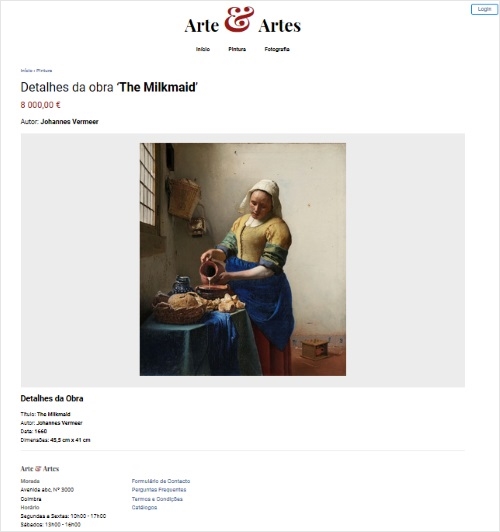 Login
Arte & Artes
Início Pintura Fotografia
Início › Pintura
Detalhes da obra ‘The Milkmaid’
8 000,00 €
Autor: Johannes Vermeer
Detalhes da Obra
Título: The Milkmaid
Autor: Johannes Vermeer
Data: 1660
Dimensões: 45,5 cm x 41 cm
Arte & Artes
Morada
Avenida abc, Nº 3000
Coimbra
Horário
Segundas a Sextas: 10h00 - 17h00
Sábados: 13h00 - 16h00
Formulário de Contacto
Perguntas Frequentes
Termos e Condições
Catálogos